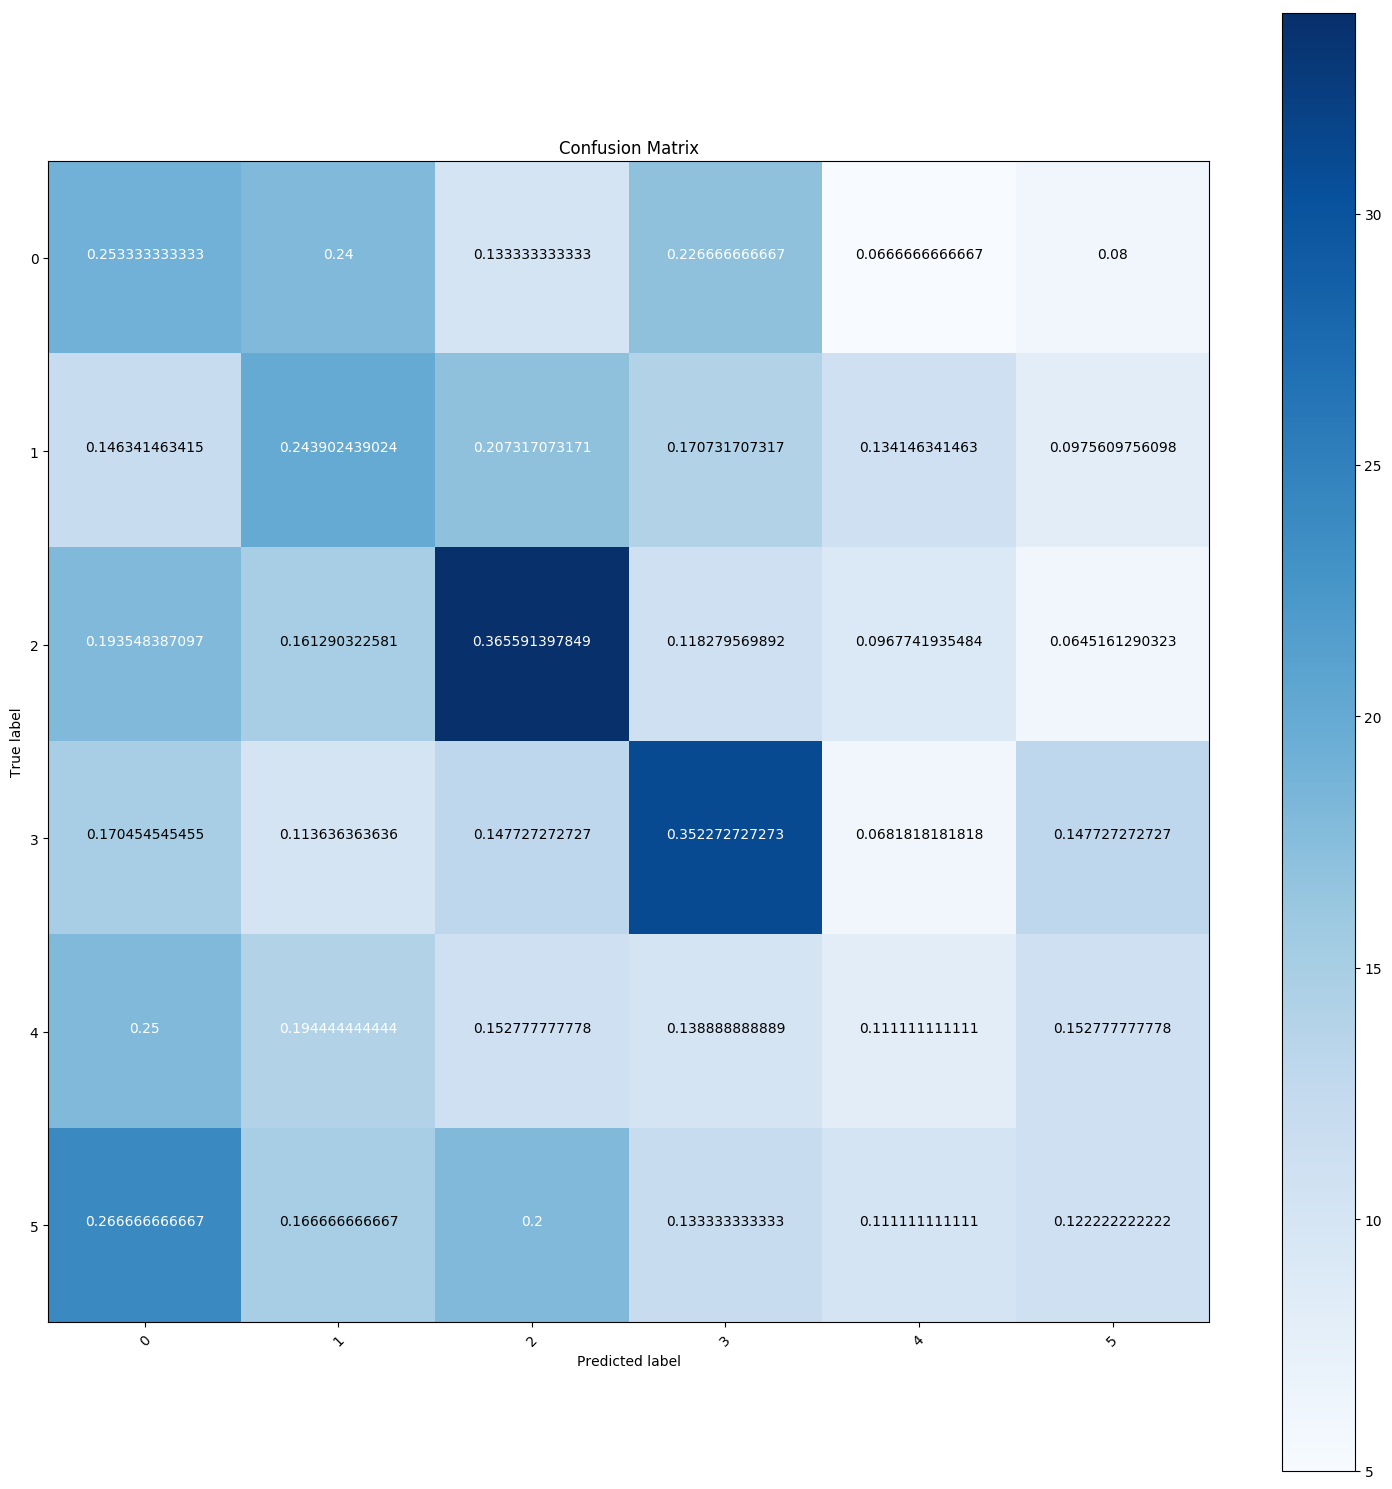 Confusion Matrix
0 0.253333333333 0.24 0.133333333333 0.226666666667 0.0666666666667 0.08
1 0.146341463415 0.243902439024 0.207317073171 0.170731707317 0.134146341463 0.0975609756098
2 0.193548387097 0.161290322581 0.365591397849 0.118279569892 0.0967741935484 0.0645161290323
3 0.170454545455 0.113636363636 0.147727272727 0.352272727273 0.0681818181818 0.147727272727
4 0.25 0.194444444444 0.152777777778 0.138888888889 0.111111111111 0.152777777778
5 0.266666666667 0.166666666667 0.2 0.133333333333 0.111111111111 0.122222222222
True label
0 1 2 3 4 5
Predicted label
30
25
20
15
10
5